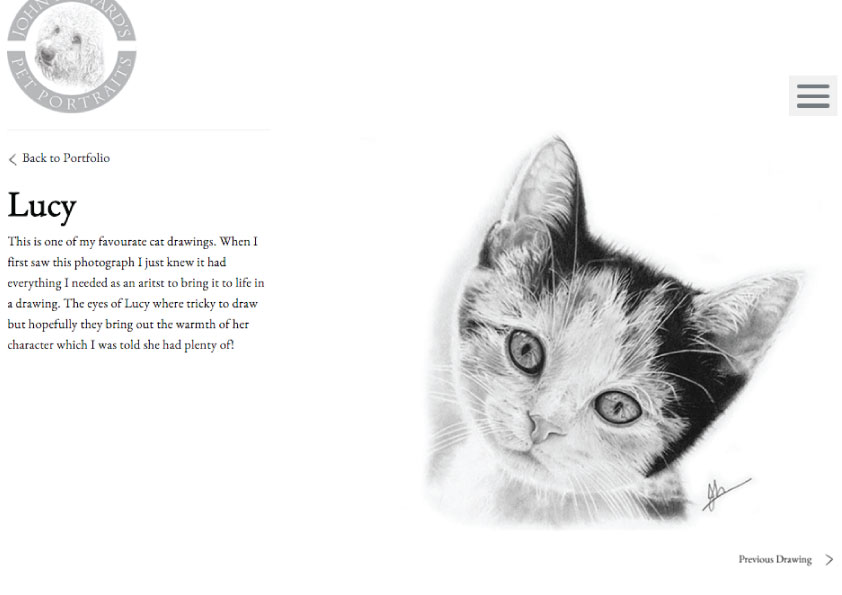 JOHN
PET PORTRAITS
Back to Portfolio
Lucy
This is one of my favourate cat drawings. When I
first saw this photograph I just knew it had
everything I needed as an aritst to bring it to life in
a drawing. The eyes of Lucy where tricky to draw
but hopefully they bring out the warmth of her
character which I was told she had plenty of!
Previous Drawing